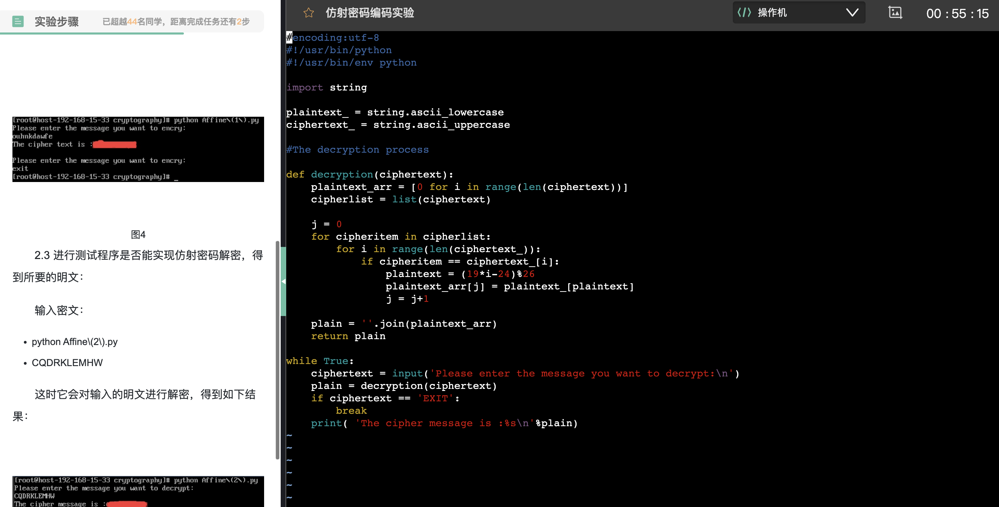 实验步骤 已超越44名同学，距离完成任务还有2步
[root@host-192-168-15-33 cryptography]# python Affine\(1\).py
Please enter the message you want to encry:
ouhnkdawfe
The cipher text is :
Please enter the message you want to encry:
exit
[root@host-192-168-15-33 cryptography]# _
图4
2.3 进行测试程序是否能实现仿射密码解密，得
到所要的明文：
输入密文：
• python Affine\(2\).py
• CQDRKLEMHW
这时它会对输入的明文进行解密，得到如下结
果：
[root@host-192-168-15-33 cryptography]# python Affine\(2\).py
Please enter the message you want to decrypt:
CQDRKLEMHW
The cipher message is :
仿射密码编码实验
</> 操作机
00 : 55 : 15
#encoding:utf-8
#!/usr/bin/python
#!/usr/bin/env python
import string
plaintext_ = string.ascii_lowercase
ciphertext_ = string.ascii_uppercase
#The decryption process
def decryption(ciphertext):
    plaintext_arr = [0 for i in range(len(ciphertext))]
    cipherlist = list(ciphertext)
    j = 0
    for cipheritem in cipherlist:
        for i in range(len(ciphertext_)):
            if cipheritem == ciphertext_[i]:
                plaintext = (19*i-24)%26
                plaintext_arr[j] = plaintext_[plaintext]
                j = j+1
    plain = ''.join(plaintext_arr)
    return plain
while True:
    ciphertext = input('Please enter the message you want to decrypt:\n')
    plain = decryption(ciphertext)
    if ciphertext == 'EXIT':
        break
    print( 'The cipher message is :%s\n'%plain)
~
~
~
~
~
~